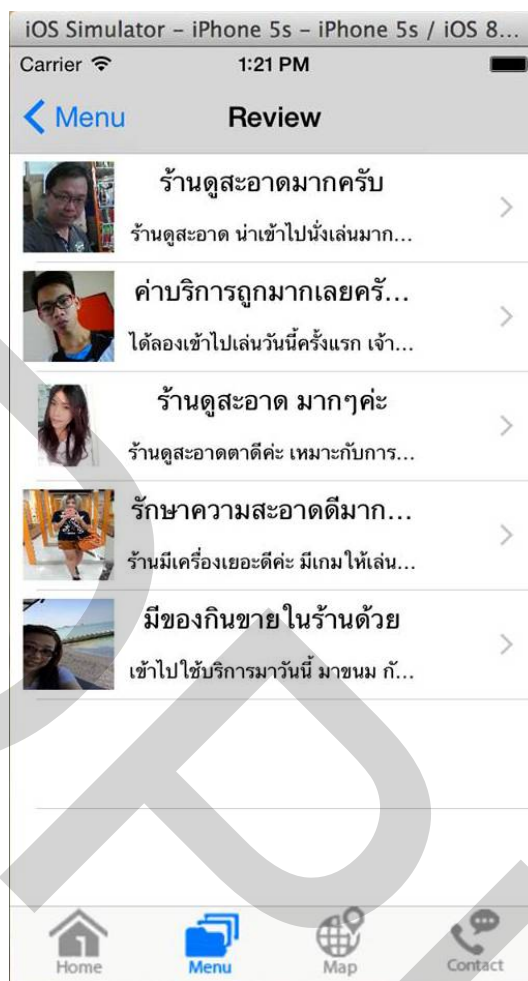 iOS Simulator – iPhone 5s – iPhone 5s / iOS 8...
Carrier 1:21 PM
Menu Review
ร้านดูสะอาดมากครับ
ร้านดูสะอาด น่าเข้าไปนั่งเล่นมาก...
ค่าบริการถูกมากเลยครั...
ได้ลองเข้าไปเล่นวันนี้ครั้งแรก เจ้า...
ร้านดูสะอาด มากๆค่ะ
ร้านดูสะอาดตาดีค่ะ เหมาะกับการ...
รักษาความสะอาดดีมาก...
ร้านมีเครื่องเยอะดีค่ะ มีเกมให้เล่น...
มีของกินขายในร้านด้วย
เข้าไปใช้บริการมาวันนี้ มาขนม กั...
Home Menu Map Contact